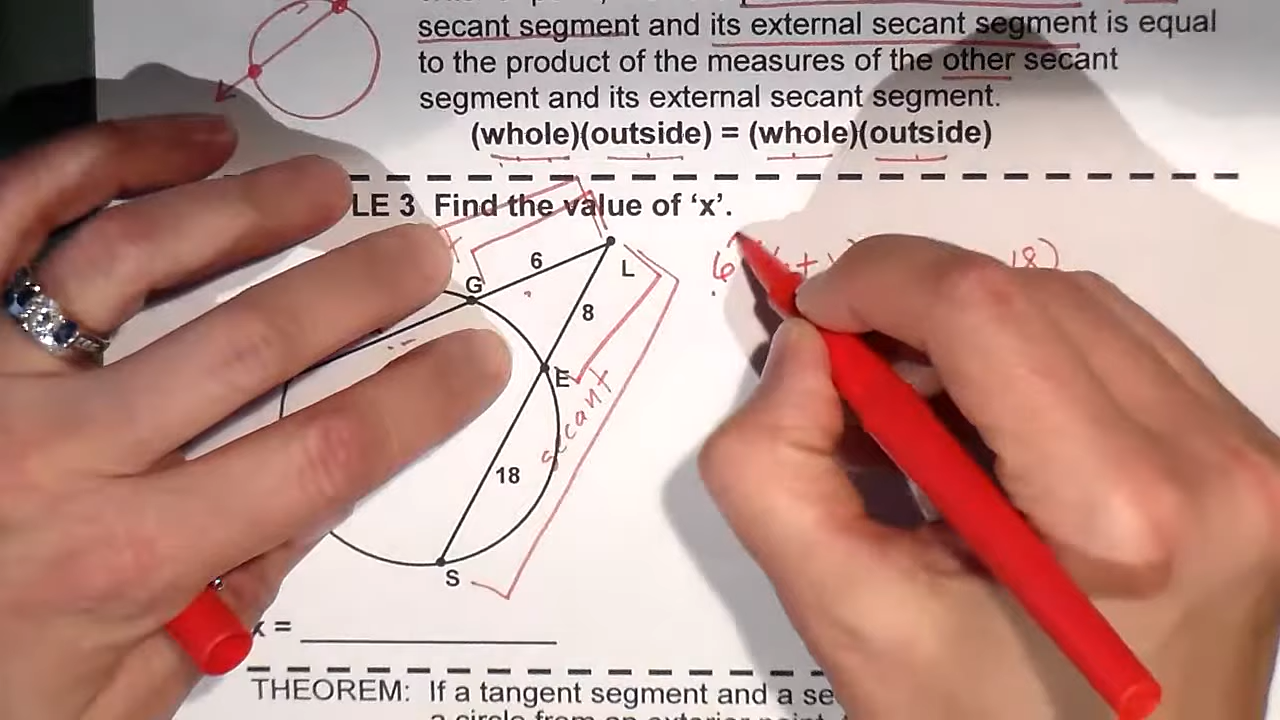 secant segment and its external secant segment is equal
to the product of the measures of the other secant
segment and its external secant segment.
(whole)(outside) = (whole)(outside)
LE 3 Find the value of ‘x’.
6 18)
6
L
G
8
E
secant
18
S
x =
THEOREM: If a tangent segment and a se